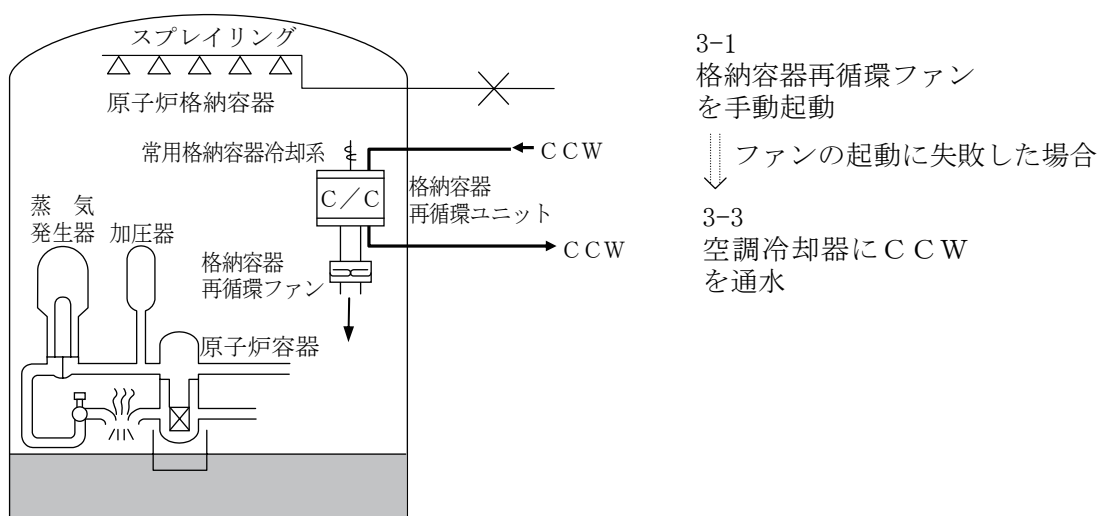 スプレイリング
原子炉格納容器
常用格納容器冷却系
CCW
C/C
格納容器
再循環ユニット
CCW
蒸 気
発生器
加圧器
格納容器
再循環ファン
原子炉容器
3-1
格納容器再循環ファン
を手動起動
ファンの起動に失敗した場合
3-3
空調冷却器にCCW
を通水